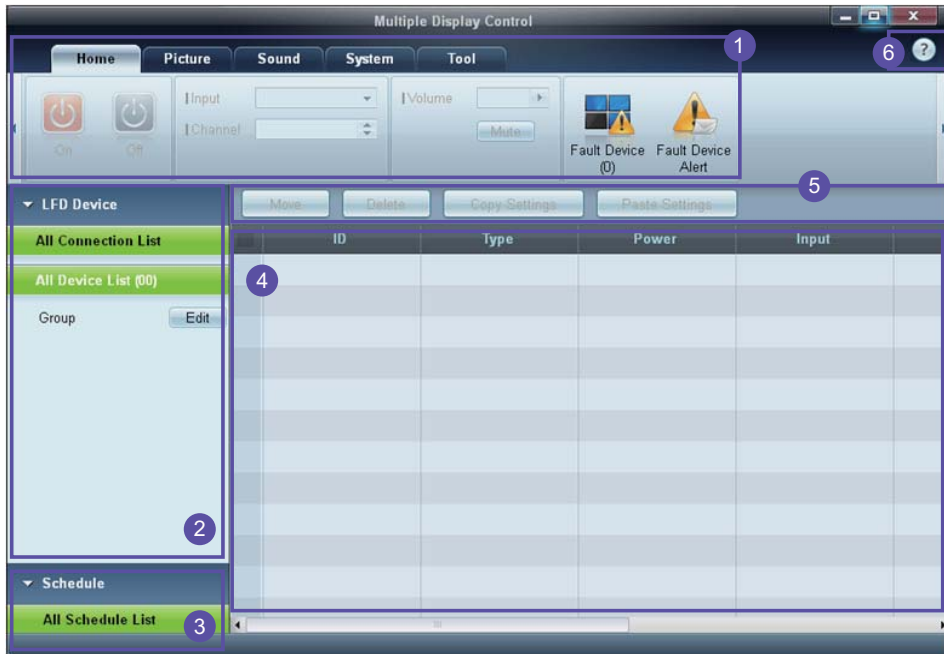 Multiple Display Control
1
6
?
Home Picture Sound System Tool
Input
Channel
On Off
Volume
Mute
Fault Device
(0)
Fault Device
Alert
5
LFD Device
Move Delete Copy Settings Paste Settings
All Connection List
ID Type Power Input
All Device List (00)
4
Group Edit
2
Schedule
All Schedule List
3